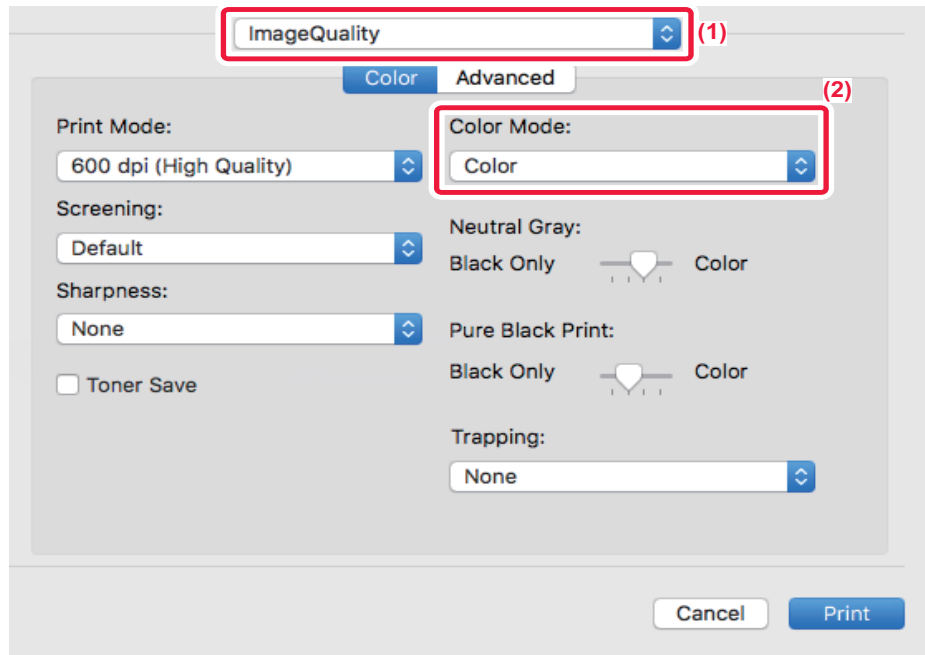 ImageQuality
(1)
Color
Advanced
(2)
Print Mode:
600 dpi (High Quality)
Screening:
Default
Sharpness:
None
Toner Save
Color Mode:
Color
Neutral Gray:
Black Only
Color
Pure Black Print:
Black Only
Color
Trapping:
None
Cancel
Print